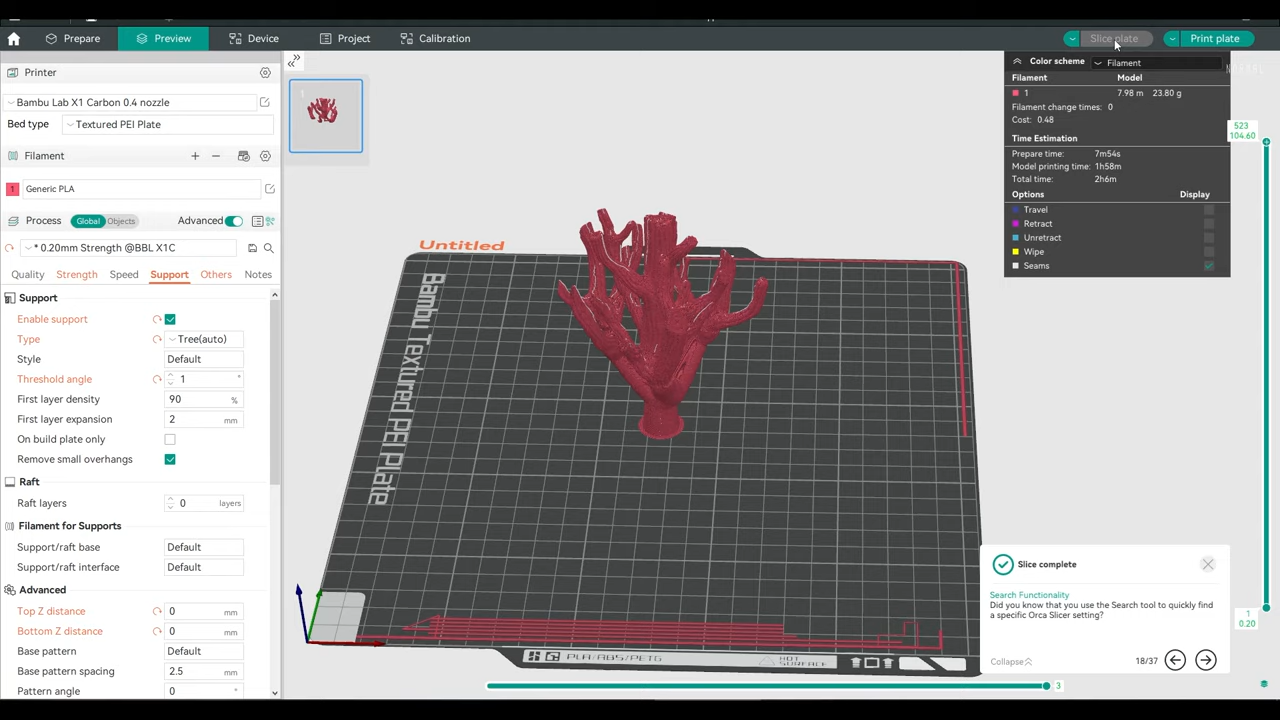 Prepare
Preview
Device
Project
Calibration
Slice plate
Print plate
Printer
Bambu Lab X1 Carbon 0.4 nozzle
Bed type
Textured PEI Plate
Filament
1
Generic PLA
Process
Global
Objects
Advanced
* 0.20mm Strength @BBL X1C
Quality
Strength
Speed
Support
Others
Notes
Support
Enable support
Type
Tree(auto)
Style
Default
Threshold angle
1
°
First layer density
90
%
First layer expansion
2
mm
On build plate only
Remove small overhangs
Raft
Raft layers
0
layers
Filament for Supports
Support/raft base
Default
Support/raft interface
Default
Advanced
Top Z distance
0
mm
Bottom Z distance
0
mm
Base pattern
Default
Base pattern spacing
2.5
mm
Pattern angle
0
°
1
Untitled
Bambu Textured PEI Plate
PLA/ABS/PETG
HOT
SURFACE
Color scheme
Filament
Filament
Model
1
7.98 m
23.80 g
Filament change times: 0
Cost: 0.48
Time Estimation
Prepare time:
7m54s
Model printing time:
1h58m
Total time:
2h6m
Options
Display
Travel
Retract
Unretract
Wipe
Seams
NORMAL
523
104.60
1
0.20
Slice complete
Search Functionality
Did you know that you use the Search tool to quickly find
a specific Orca Slicer setting?
Collapse
18/37
3